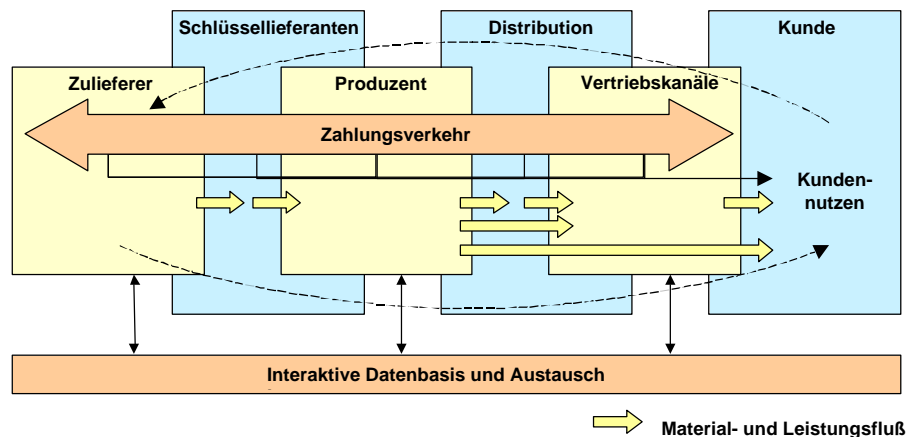 Schlüssellieferanten
Distribution
Kunde
Zulieferer
Produzent
Vertriebskanäle
Zahlungsverkehr
Kunden-
nutzen
Interaktive Datenbasis und Austausch
Material- und Leistungsfluß